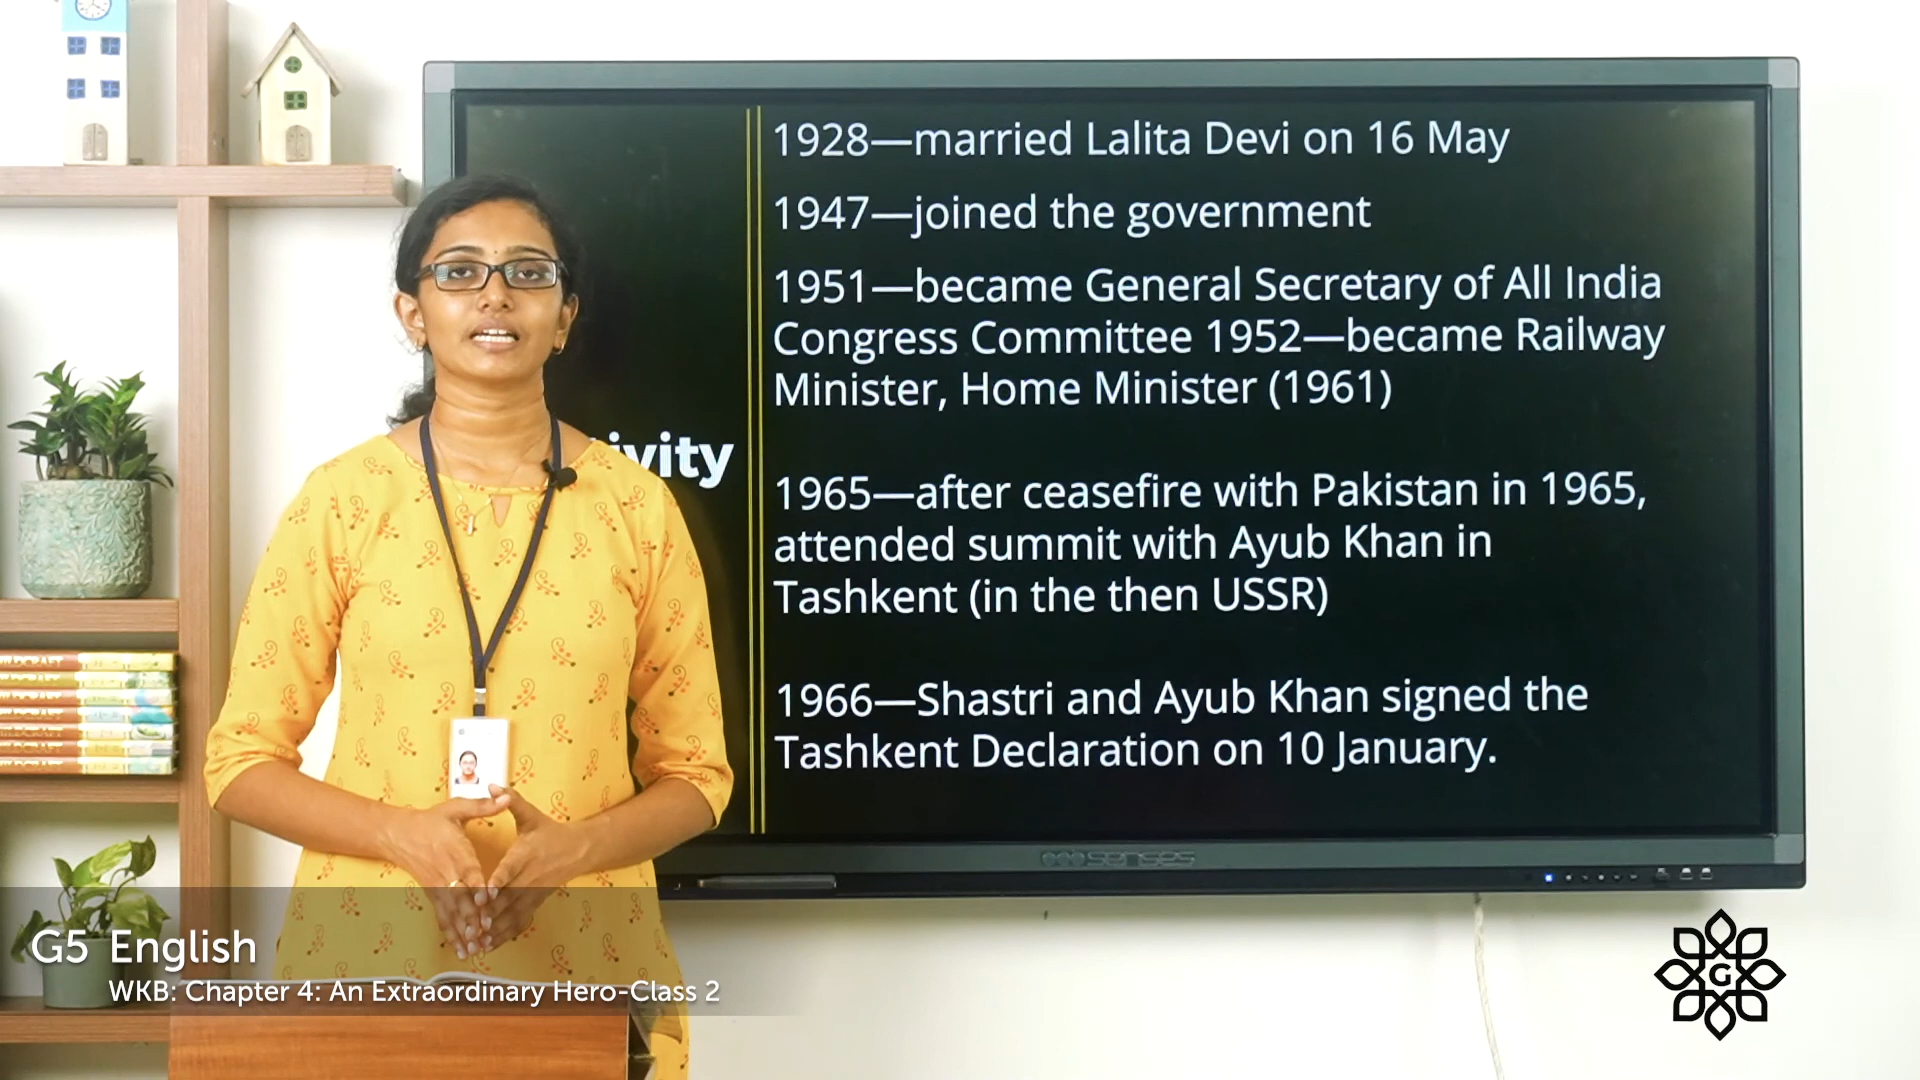 1928—married Lalita Devi on 16 May
1947—joined the government
1951—became General Secretary of All India
Congress Committee 1952—became Railway
Minister, Home Minister (1961)
1965—after ceasefire with Pakistan in 1965,
attended summit with Ayub Khan in
Tashkent (in the then USSR)
1966—Shastri and Ayub Khan signed the
Tashkent Declaration on 10 January.
G5 English
WKB: Chapter 4: An Extraordinary Hero-Class 2
G